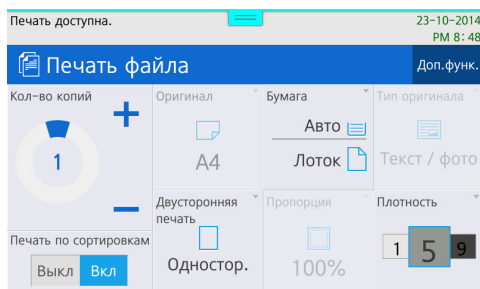 Печать доступна.
23-10-2014
PM 8:48
Печать файла
Доп.функ.
Кол-во копий
1
Оригинал
A4
Бумага
Авто
Лоток
Тип оригинала
Текст / фото
Печать по сортировкам
Выкл Вкл
Двусторонняя
печать
Одностор.
Пропорция
100%
Плотность
1 5 9